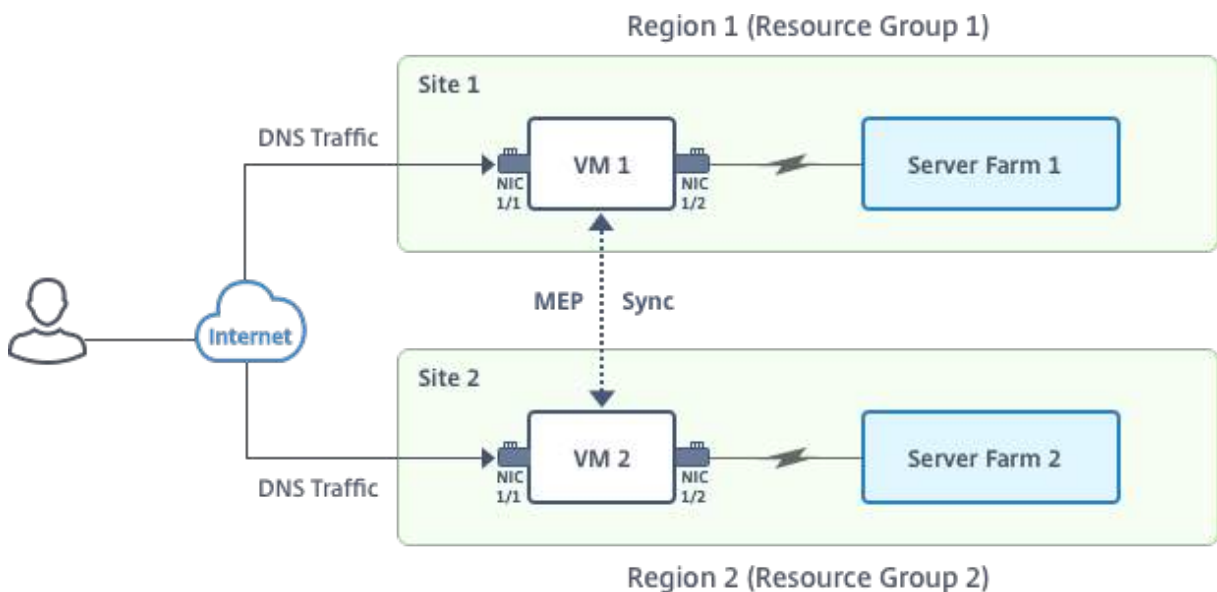 Region 1 (Resource Group 1)
Site 1
DNS Traffic
NIC
1/1
VM 1
NIC
1/2
Server Farm 1
MEP
Sync
Internet
Site 2
DNS Traffic
NIC
1/1
VM 2
NIC
1/2
Server Farm 2
Region 2 (Resource Group 2)